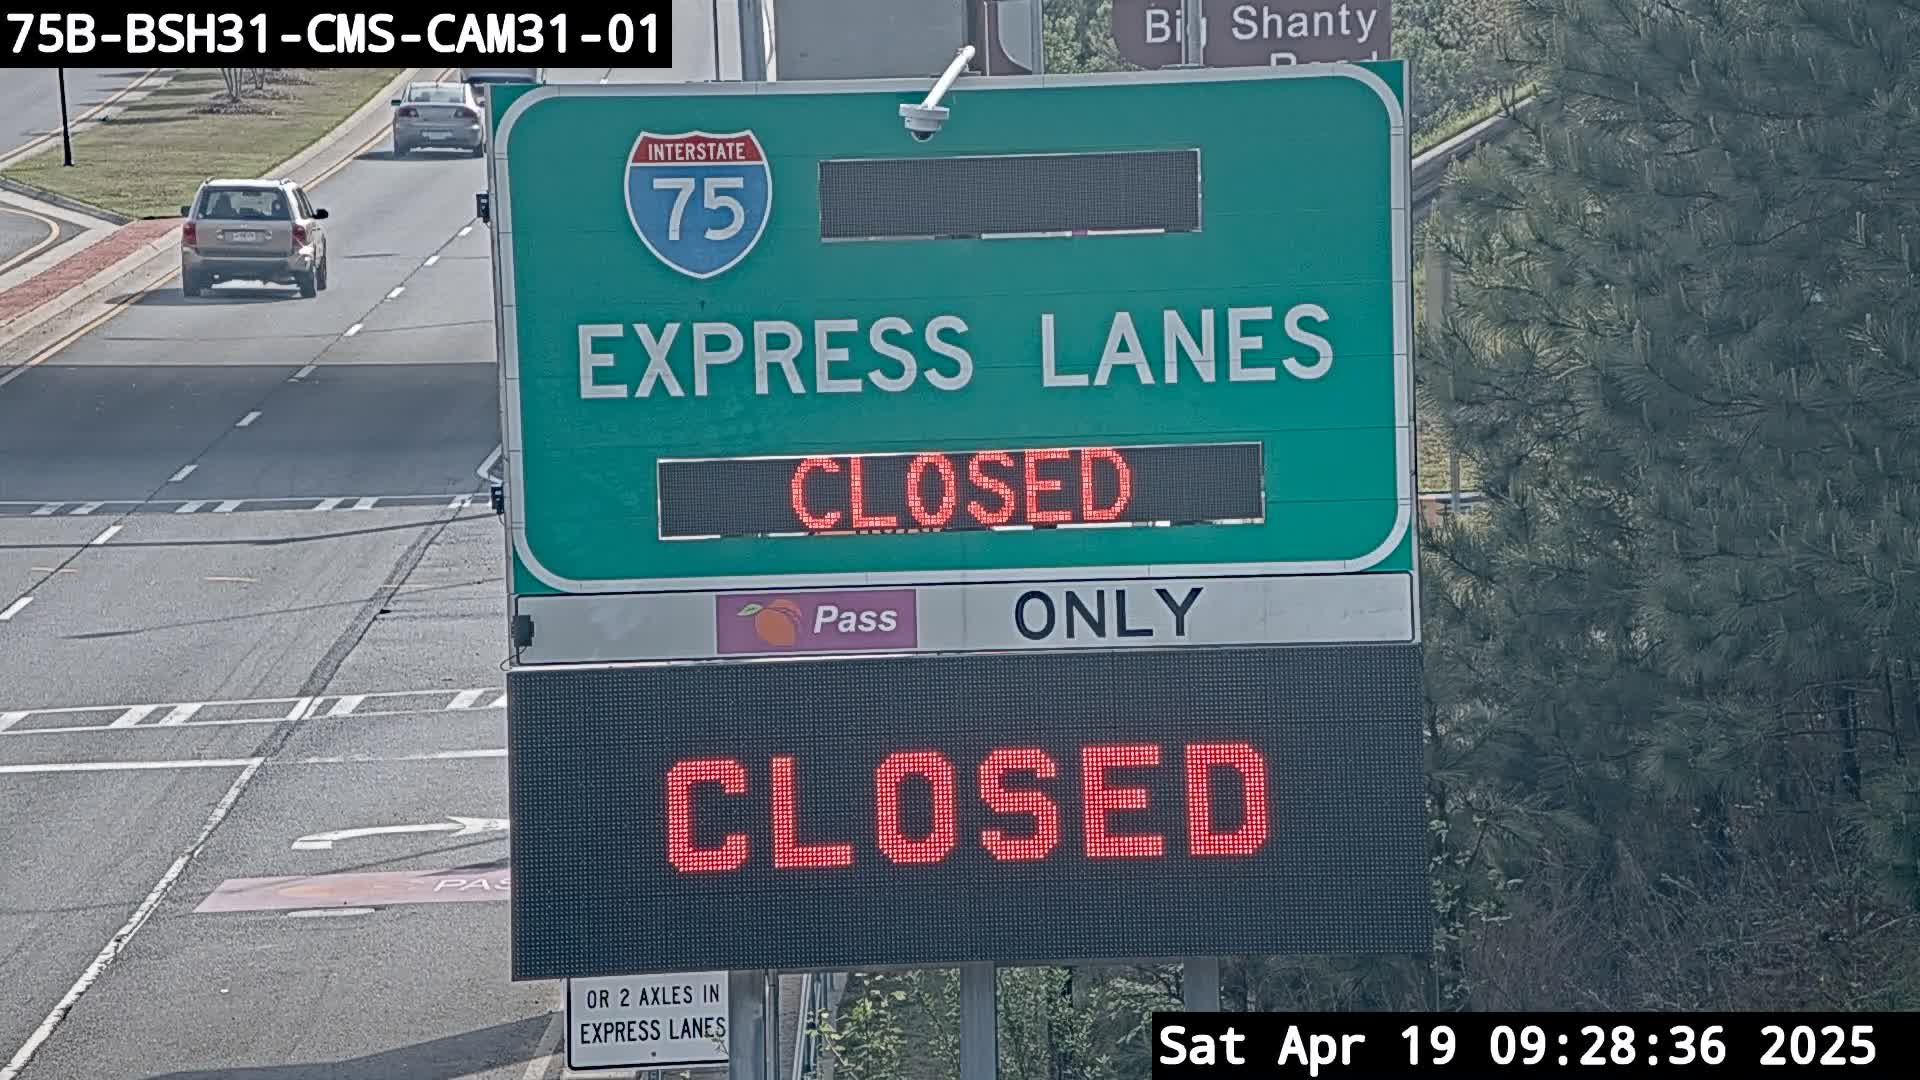 75B-BSH31-CMS-CAM31-01
Big Shanty
INTERSTATE
75
EXPRESS LANES
CLOSED
Pass ONLY
CLOSED
OR 2 AXLES IN
EXPRESS LANES
Sat Apr 19 09:28:36 2025